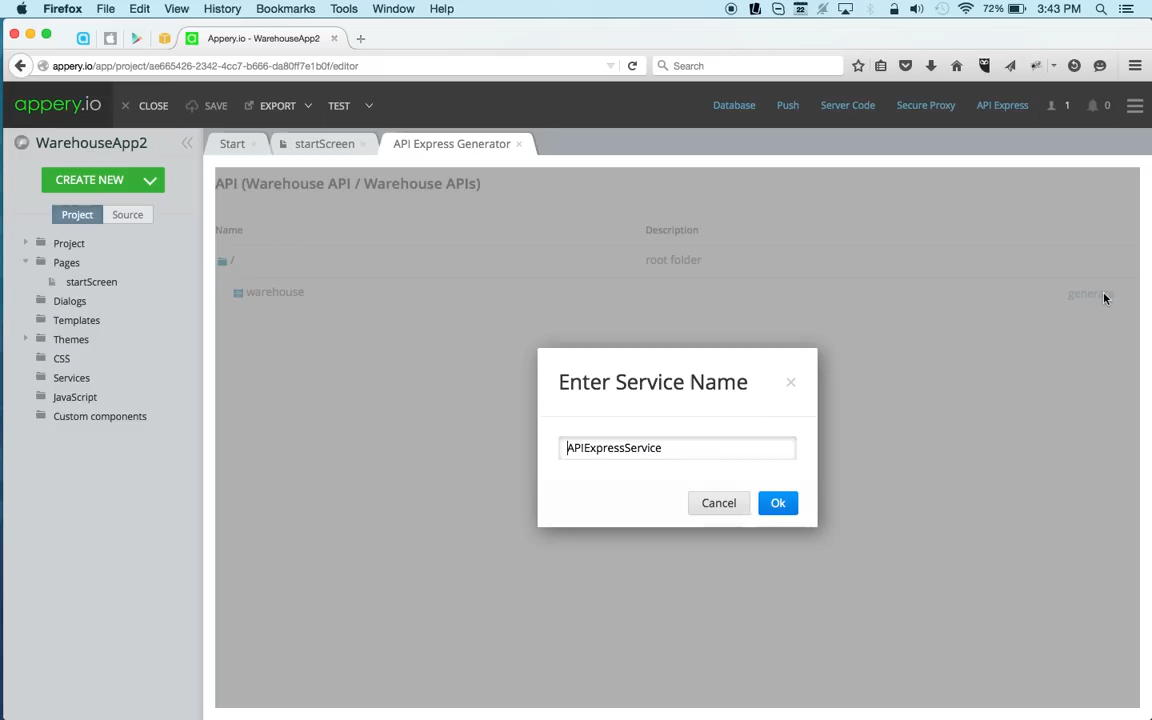 Firefox File Edit View History Bookmarks Tools Window Help 22 72% 3:43 PM
Appery.io - WarehouseApp2
appery.io/app/project/ae665426-2342-4cc7-b666-da80ff7e1b0f/editor Search
appery.io CLOSE SAVE EXPORT TEST Database Push Server Code Secure Proxy API Express 1 0
WarehouseApp2
Start startScreen API Express Generator
CREATE NEW
Project Source
Project
Pages
startScreen
Dialogs
Templates
Themes
CSS
Services
JavaScript
Custom components
API (Warehouse API / Warehouse APIs)
Name Description
/ root folder
warehouse generate
Enter Service Name
APIExpressService
Cancel Ok